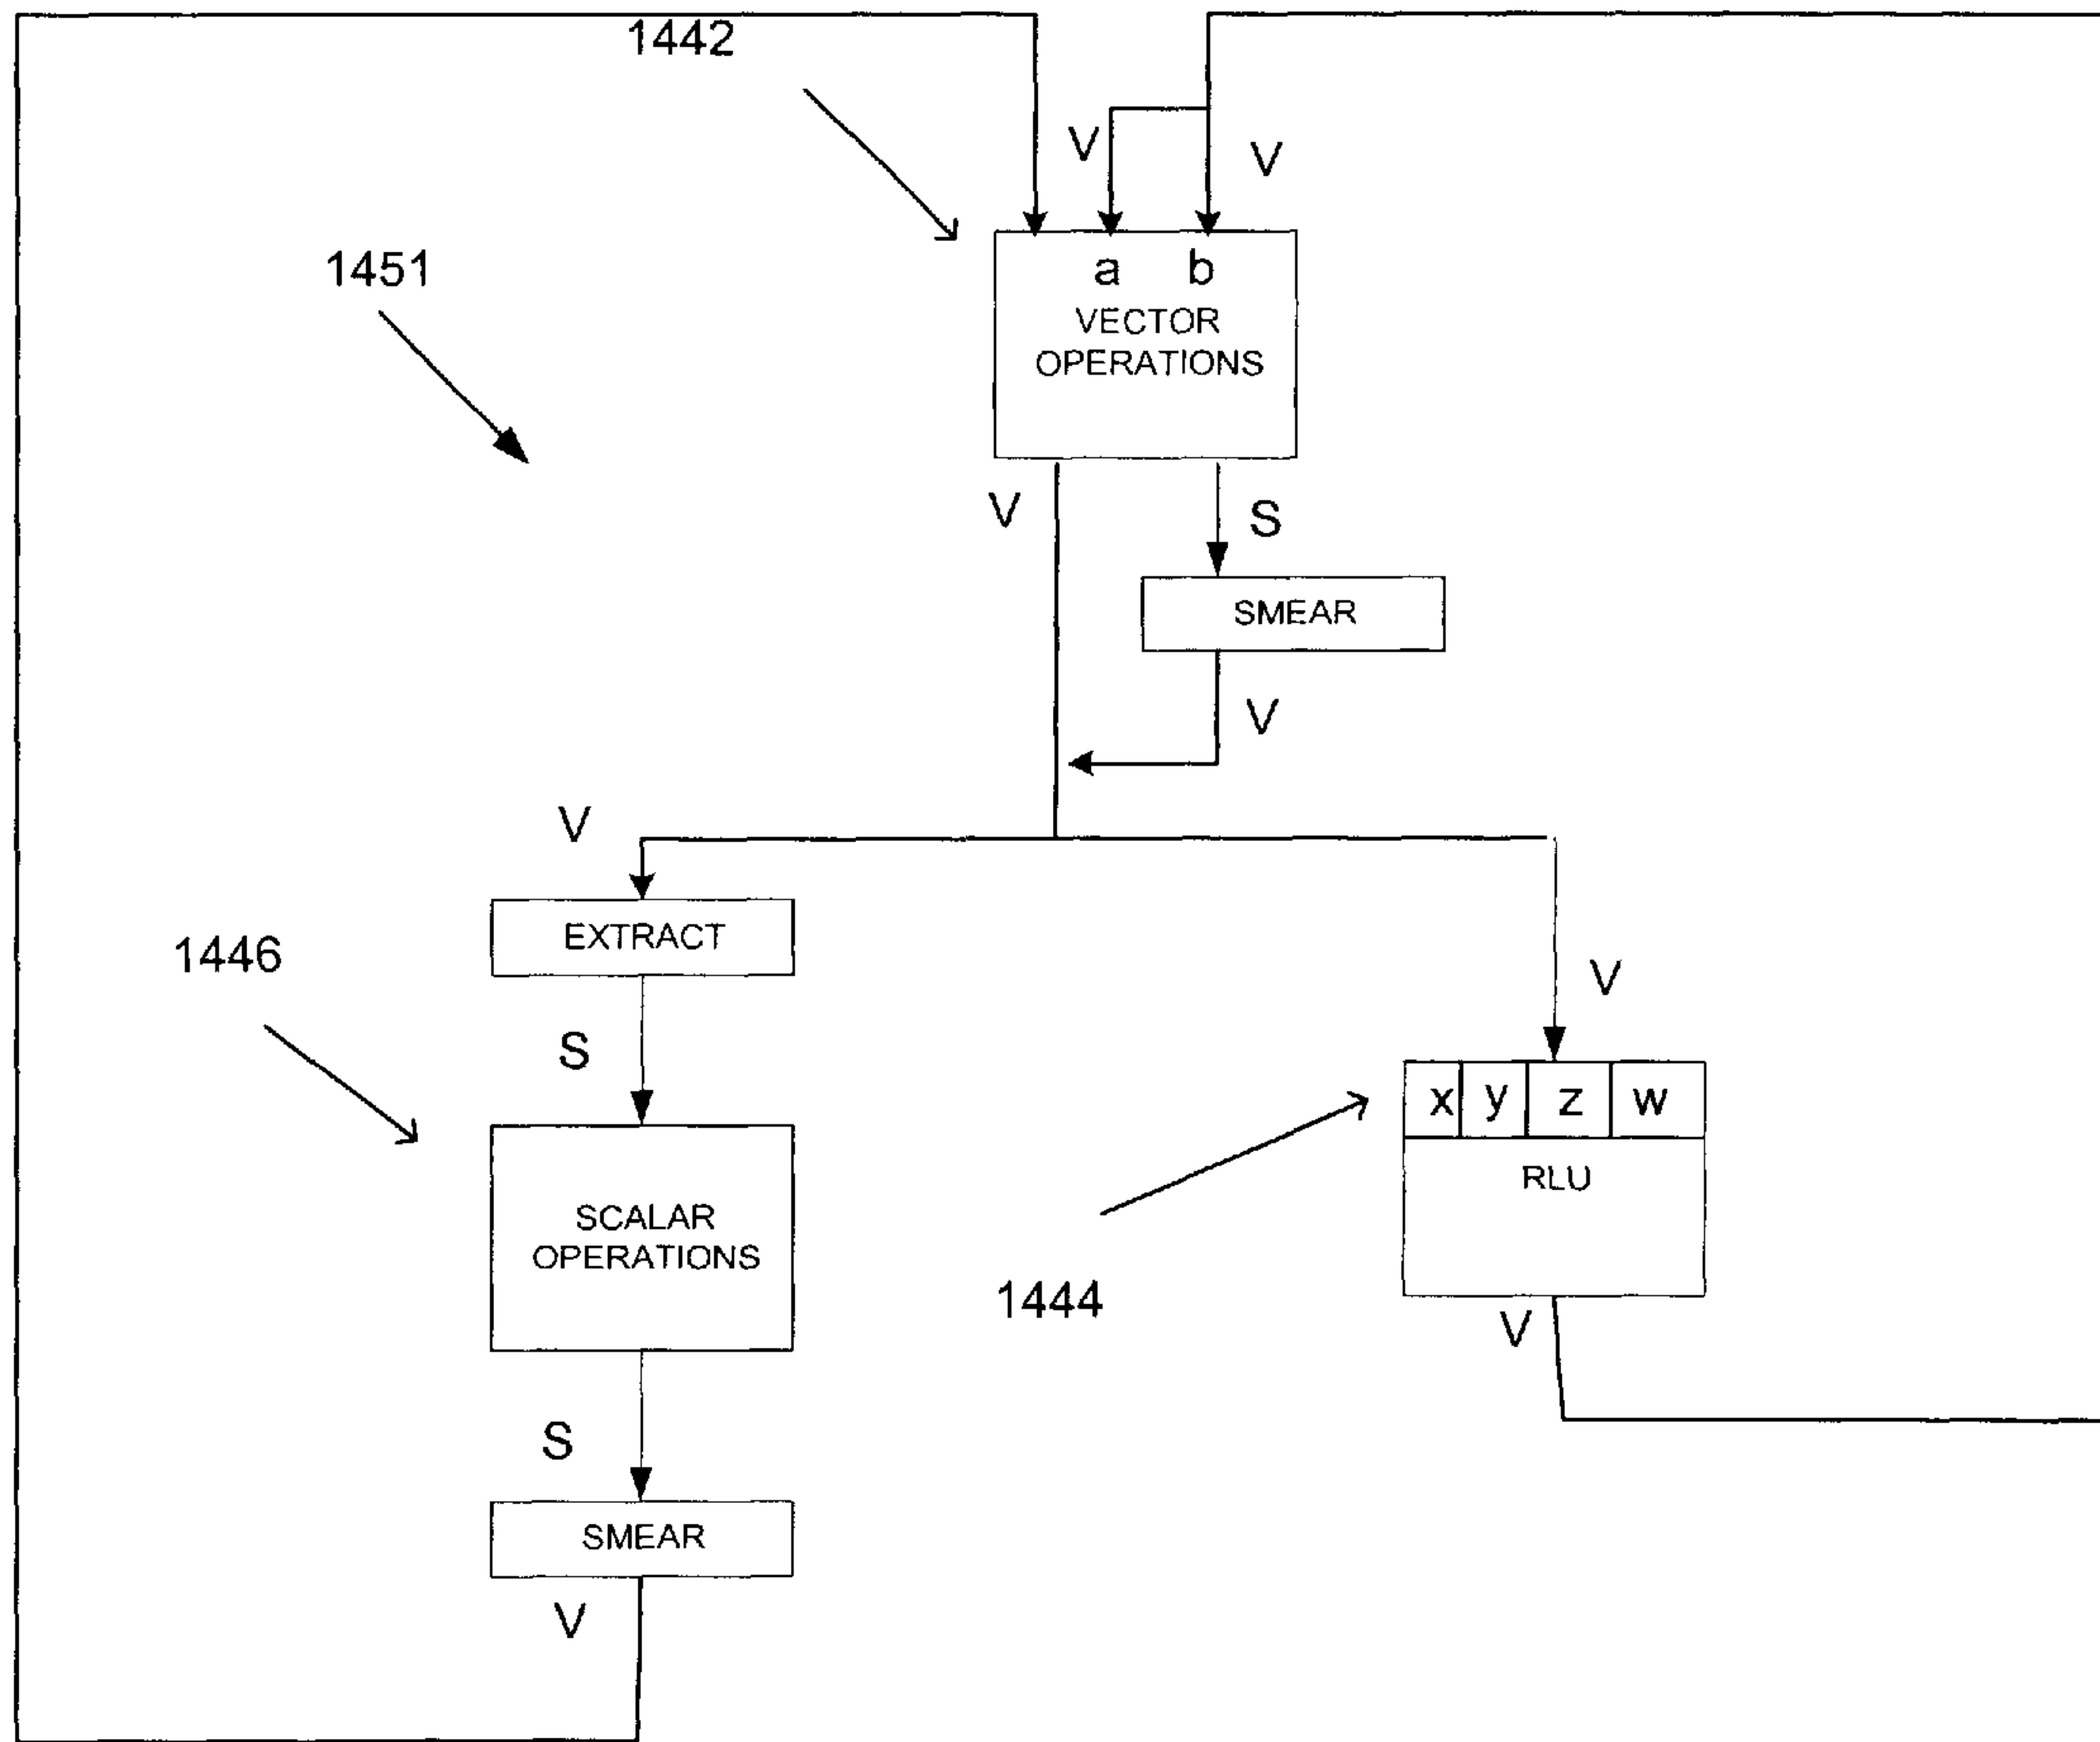 1442
V
V
1451
a b
VECTOR
OPERATIONS
V
S
SMEAR
V
V
EXTRACT
1446
V
S
x y z w
RLU
SCALAR
OPERATIONS
1444
V
S
SMEAR
V